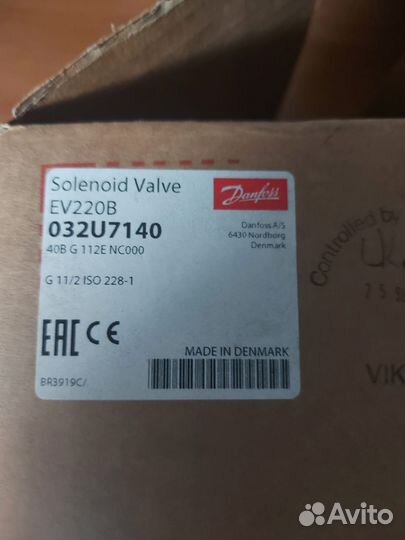 Solenoid Valve
EV220B
032U7140
40B G 112E NC000
G 11/2 ISO 228-1
Danfoss
Danfoss A/S
6430 Nordborg
Denmark
EAC CE
MADE IN DENMARK
BR3919C/
Controlled by
VIK
Avito